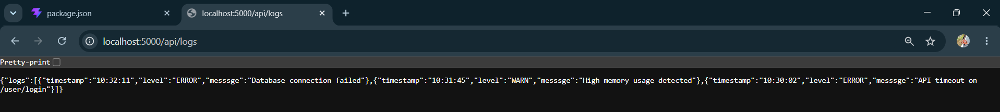 package.json
localhost:5000/api/logs
localhost:5000/api/logs
Pretty-print
{"logs":[{"timestamp":"10:32:11","level":"ERROR","messsge":"Database connection failed"},{"timestamp":"10:31:45","level":"WARN","messsge":"High memory usage detected"},{"timestamp":"10:30:02","level":"ERROR","messsge":"API timeout on
/user/login"}]}